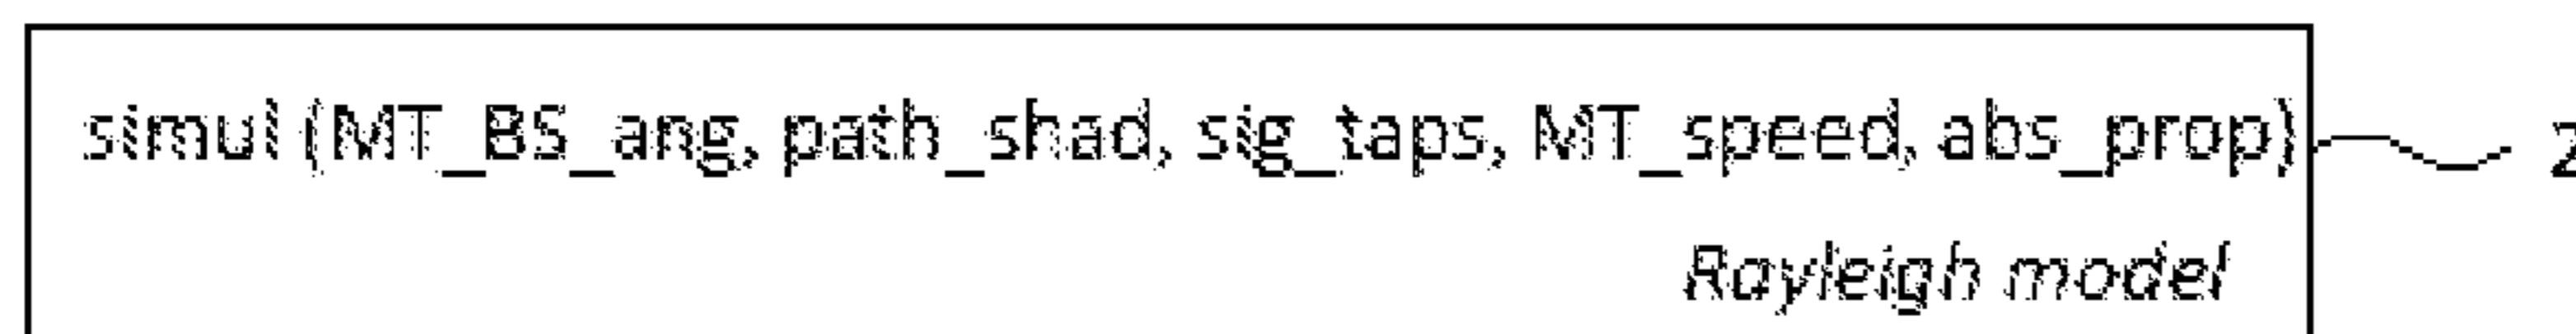 simul (MT_BS_ang, path_shad, sig_taps, MT_speed, abs_prop)
Rayleigh model